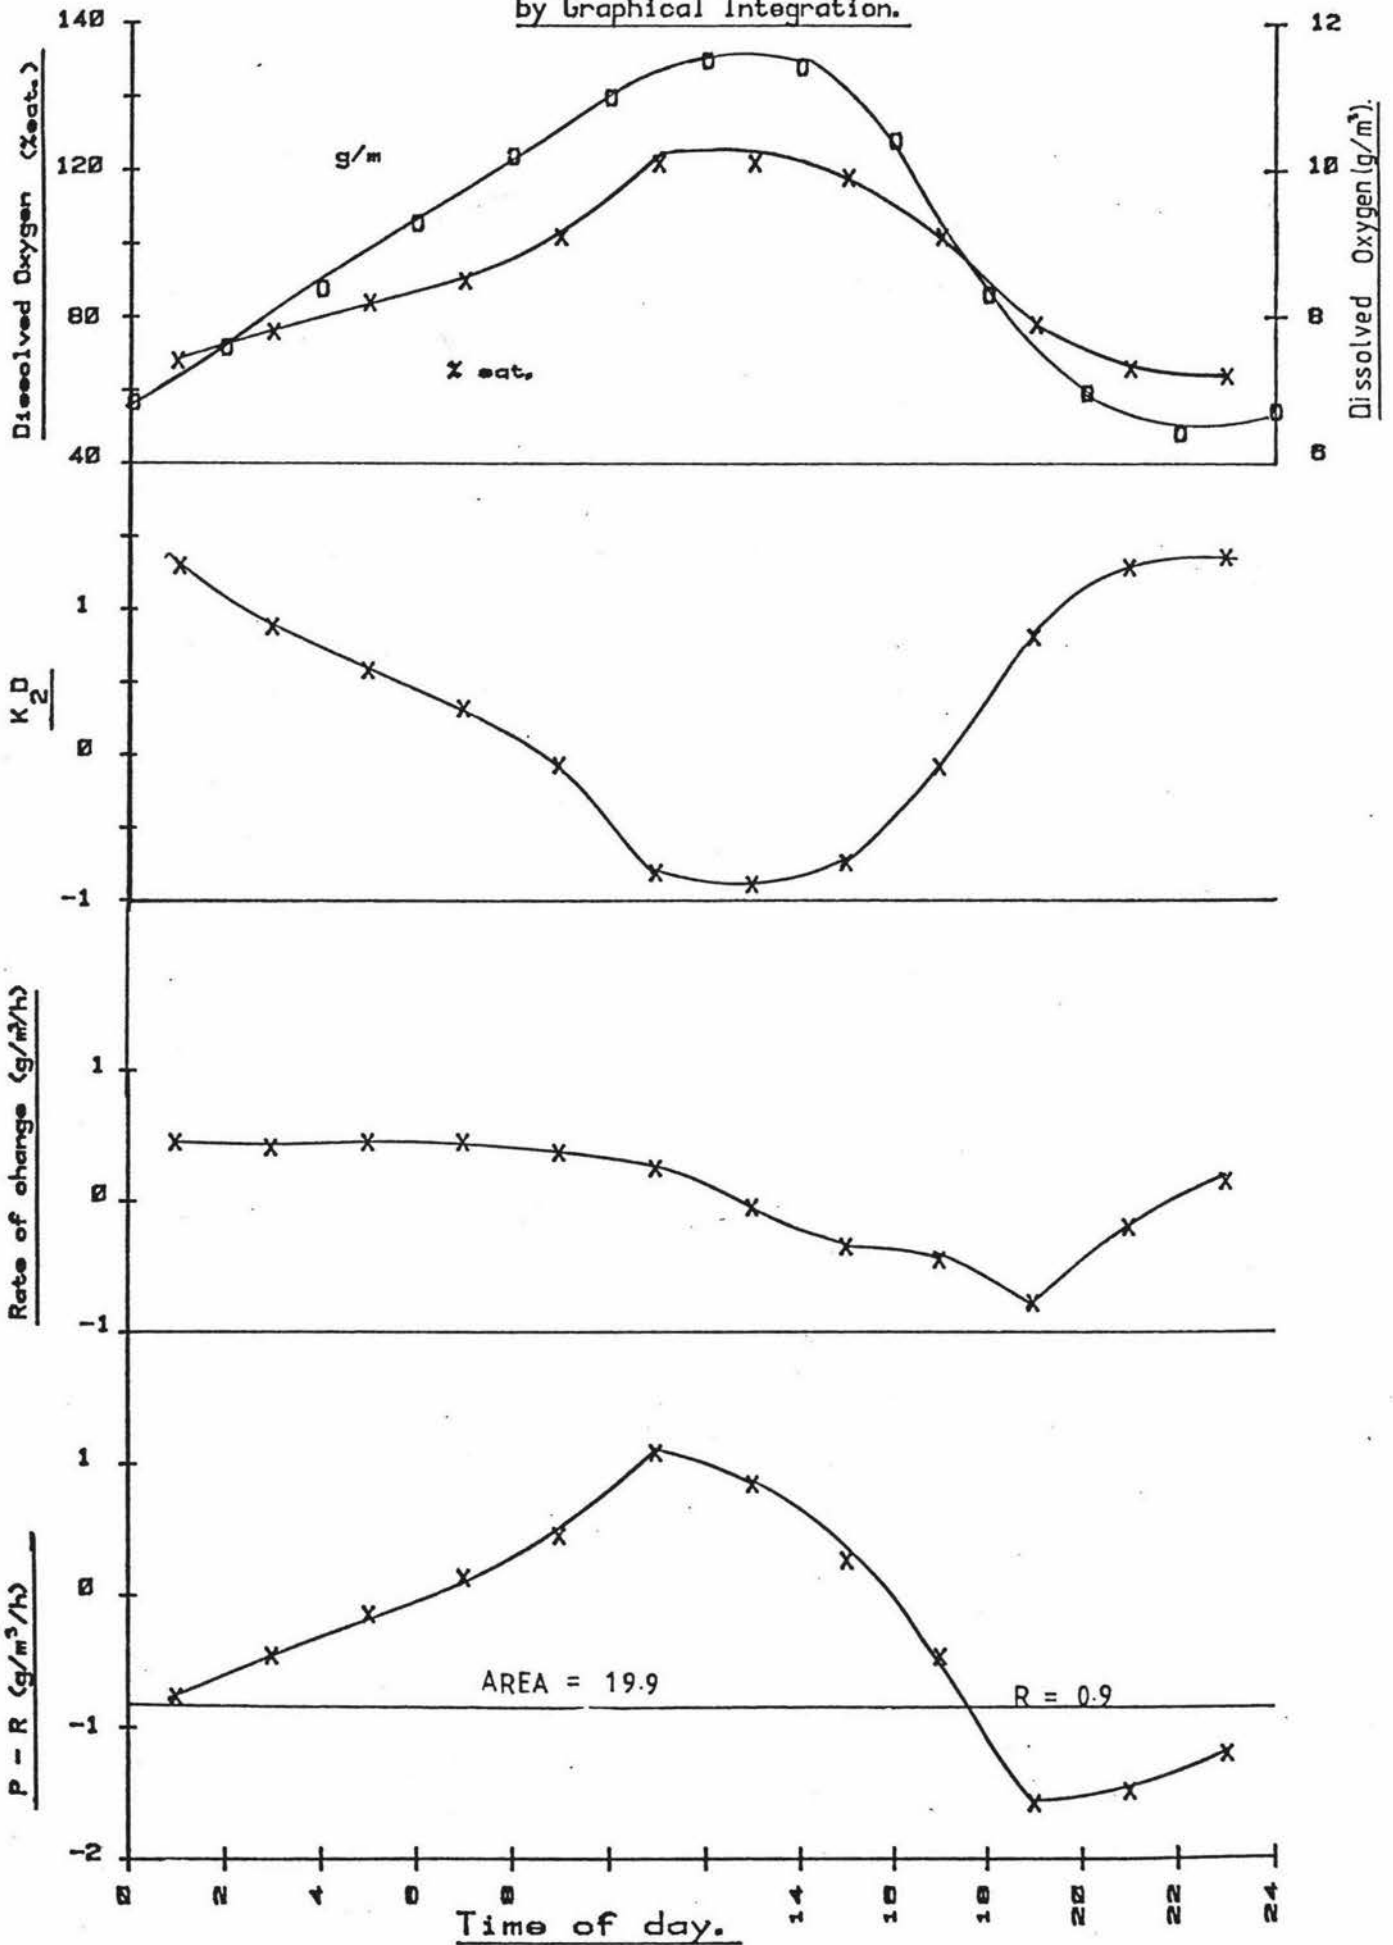 by Graphical Integration.
140
120
80
40
Dissolved Oxygen (%sat.)
12
10
8
6
Dissolved Oxygen (g/m³).
g/m
% sat.
1
0
-1
K₂D
1
0
-1
Rate of change (g/m³/h)
1
0
-1
-2
P - R (g/m³/h)
AREA = 19.9
R = 0.9
0 2 4 6 8 14 16 18 20 22 24
Time of day.